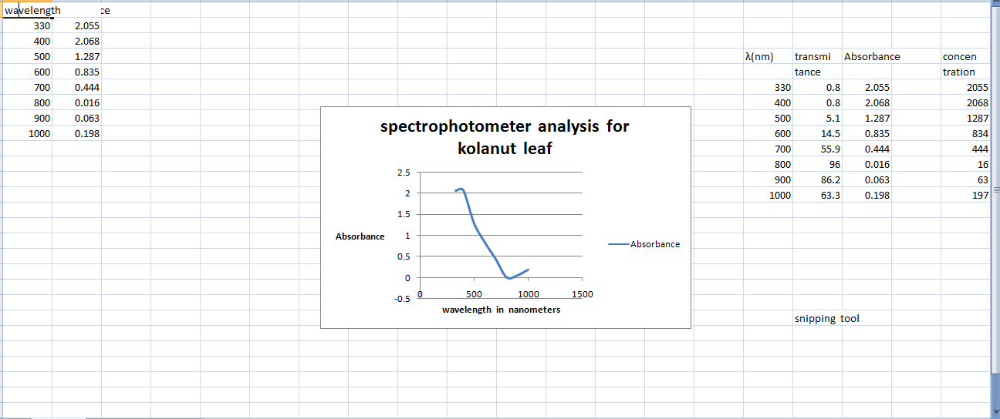 wavelength ce
330 2.055
400 2.068
500 1.287
600 0.835
700 0.444
800 0.016
900 0.063
1000 0.198
spectrophotometer analysis for
kolanut leaf
2.5
2
1.5
1
0.5
0
-0.5
Absorbance
0 500 1000 1500
wavelength in nanometers
Absorbance
λ(nm) transmi Absorbance concen
tance tration
330 0.8 2.055 2055
400 0.8 2.068 2068
500 5.1 1.287 1287
600 14.5 0.835 834
700 55.9 0.444 444
800 96 0.016 16
900 86.2 0.063 63
1000 63.3 0.198 197
snipping tool